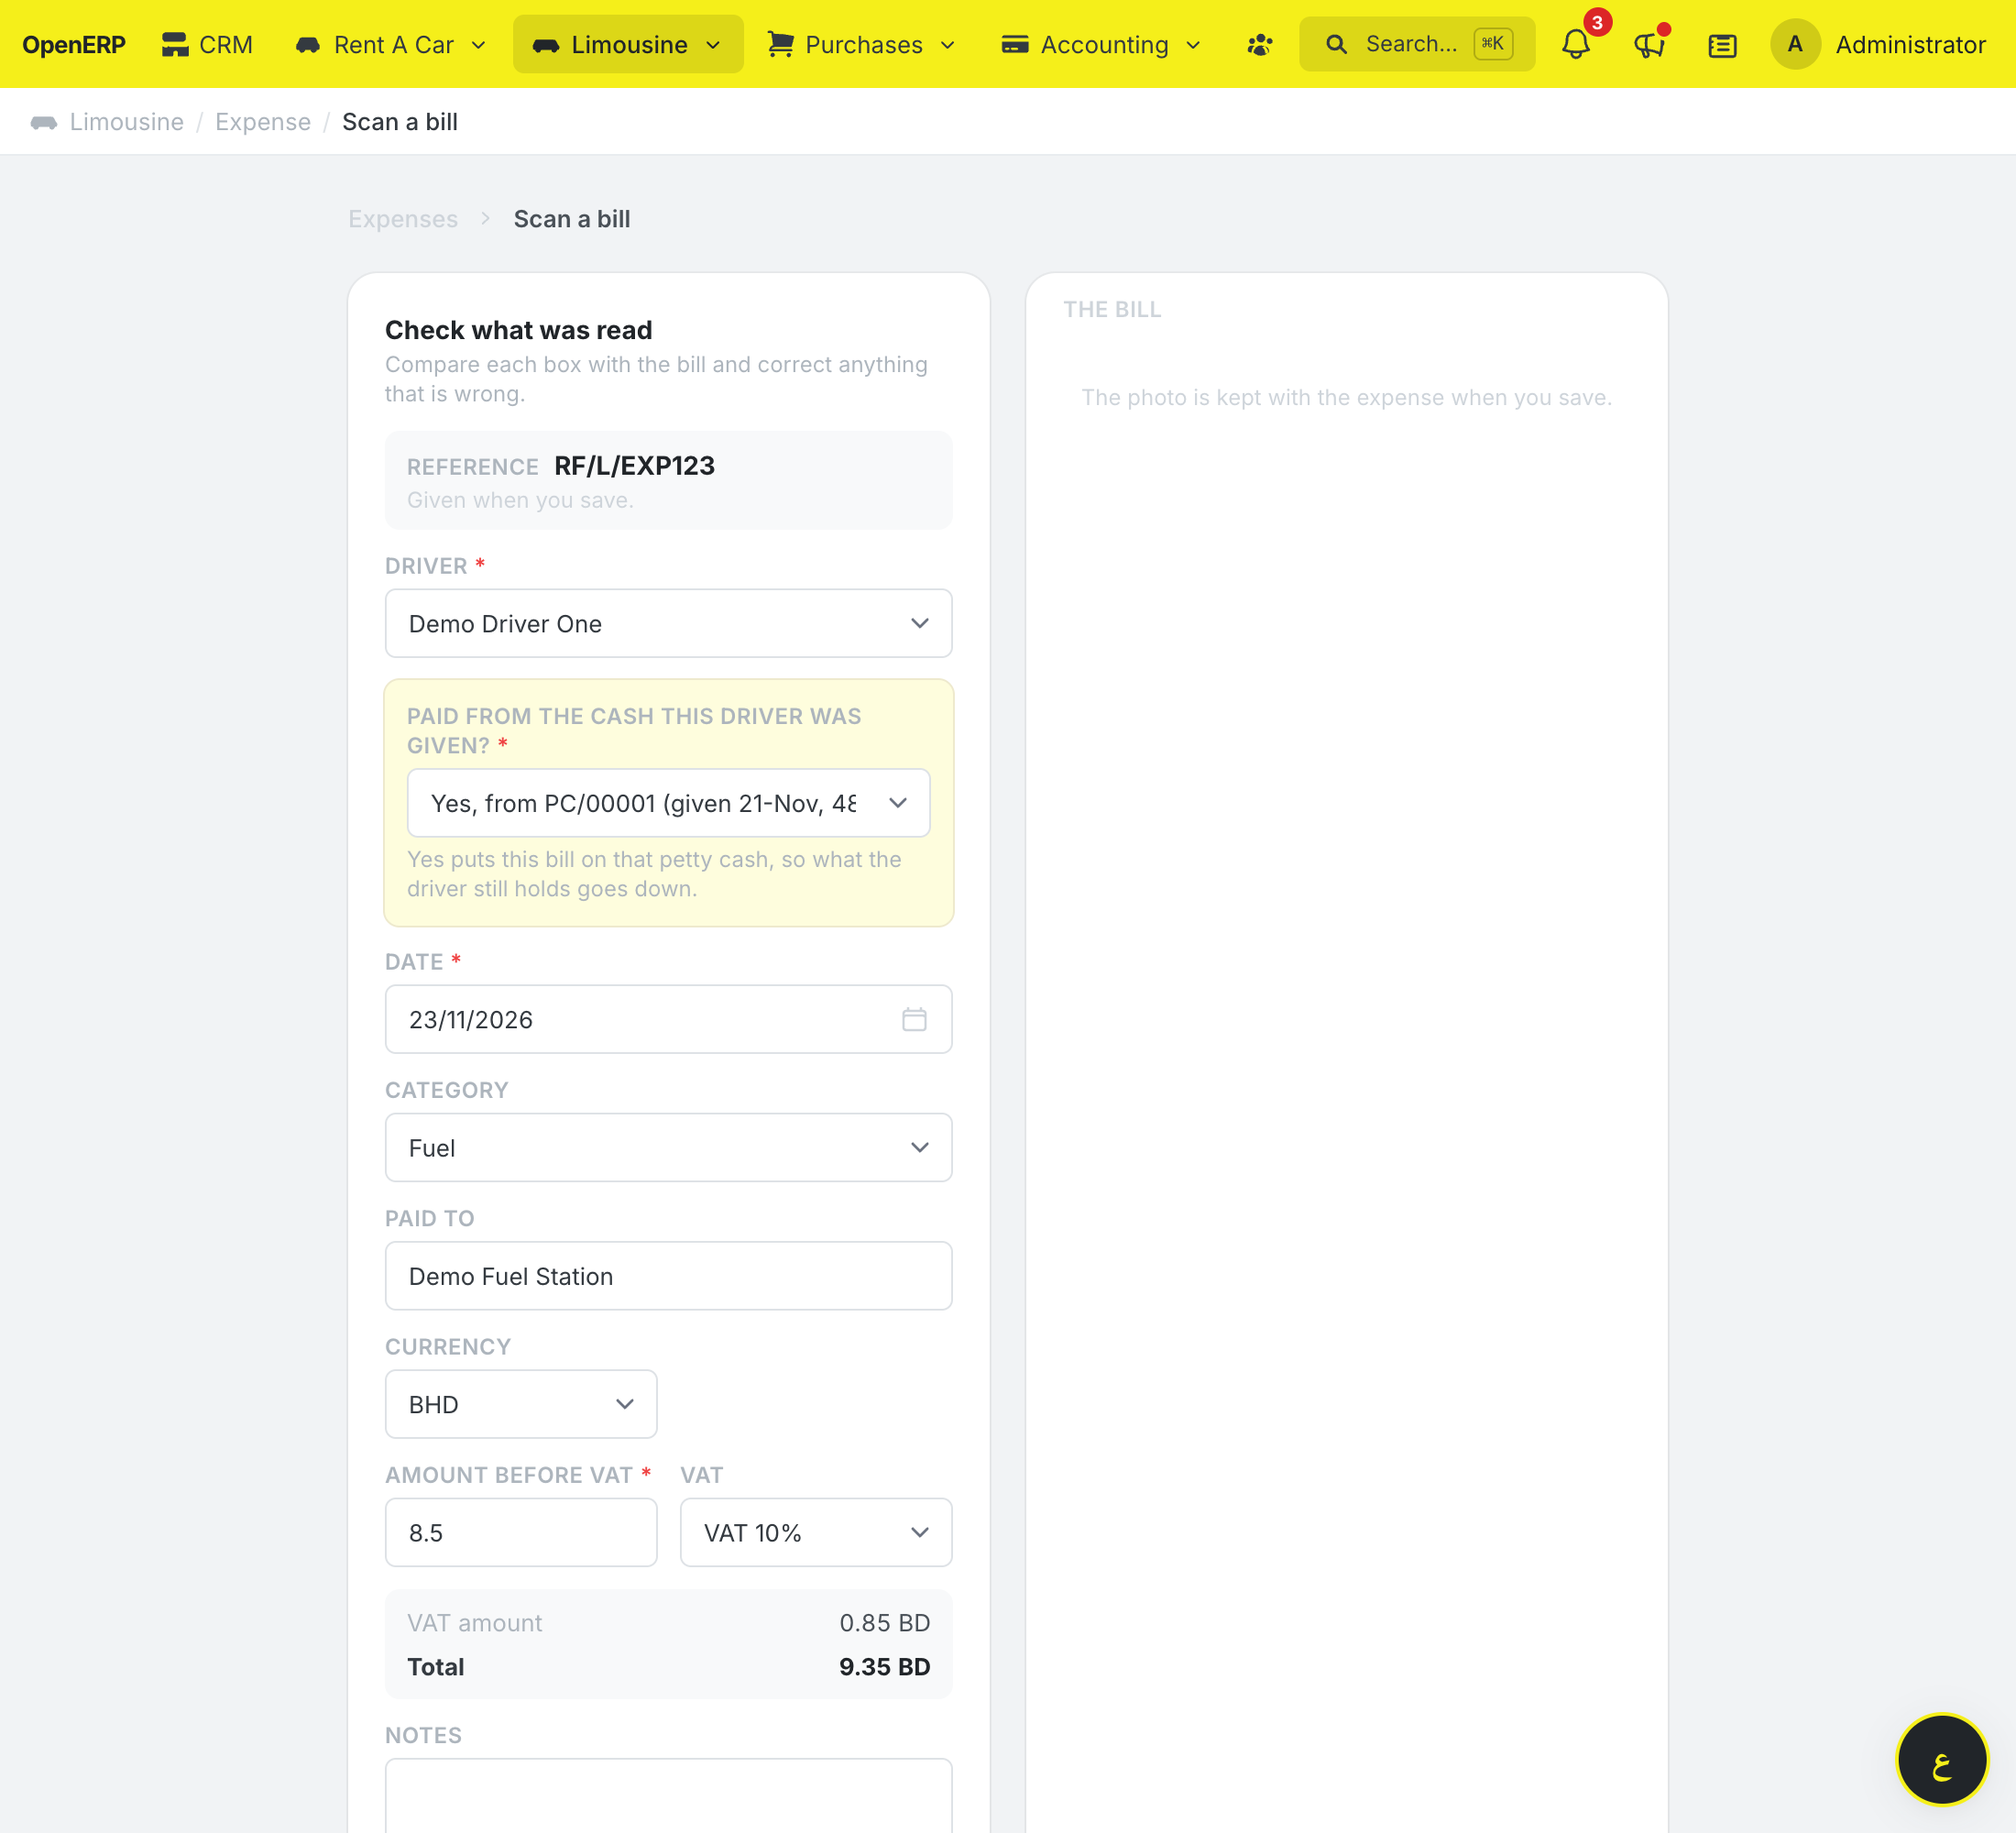 OpenERP
CRM
Rent A Car
Limousine
Purchases
Accounting
Search...
⌘K
3
A
Administrator
Limousine / Expense / Scan a bill
Expenses > Scan a bill
Check what was read
Compare each box with the bill and correct anything
that is wrong.
REFERENCE RF/L/EXP123
Given when you save.
DRIVER *
Demo Driver One
PAID FROM THE CASH THIS DRIVER WAS
GIVEN? *
Yes, from PC/00001 (given 21-Nov, 48
Yes puts this bill on that petty cash, so what the
driver still holds goes down.
DATE *
23/11/2026
CATEGORY
Fuel
PAID TO
Demo Fuel Station
CURRENCY
BHD
AMOUNT BEFORE VAT * VAT
8.5 VAT 10%
VAT amount 0.85 BD
Total 9.35 BD
NOTES
THE BILL
The photo is kept with the expense when you save.
ع